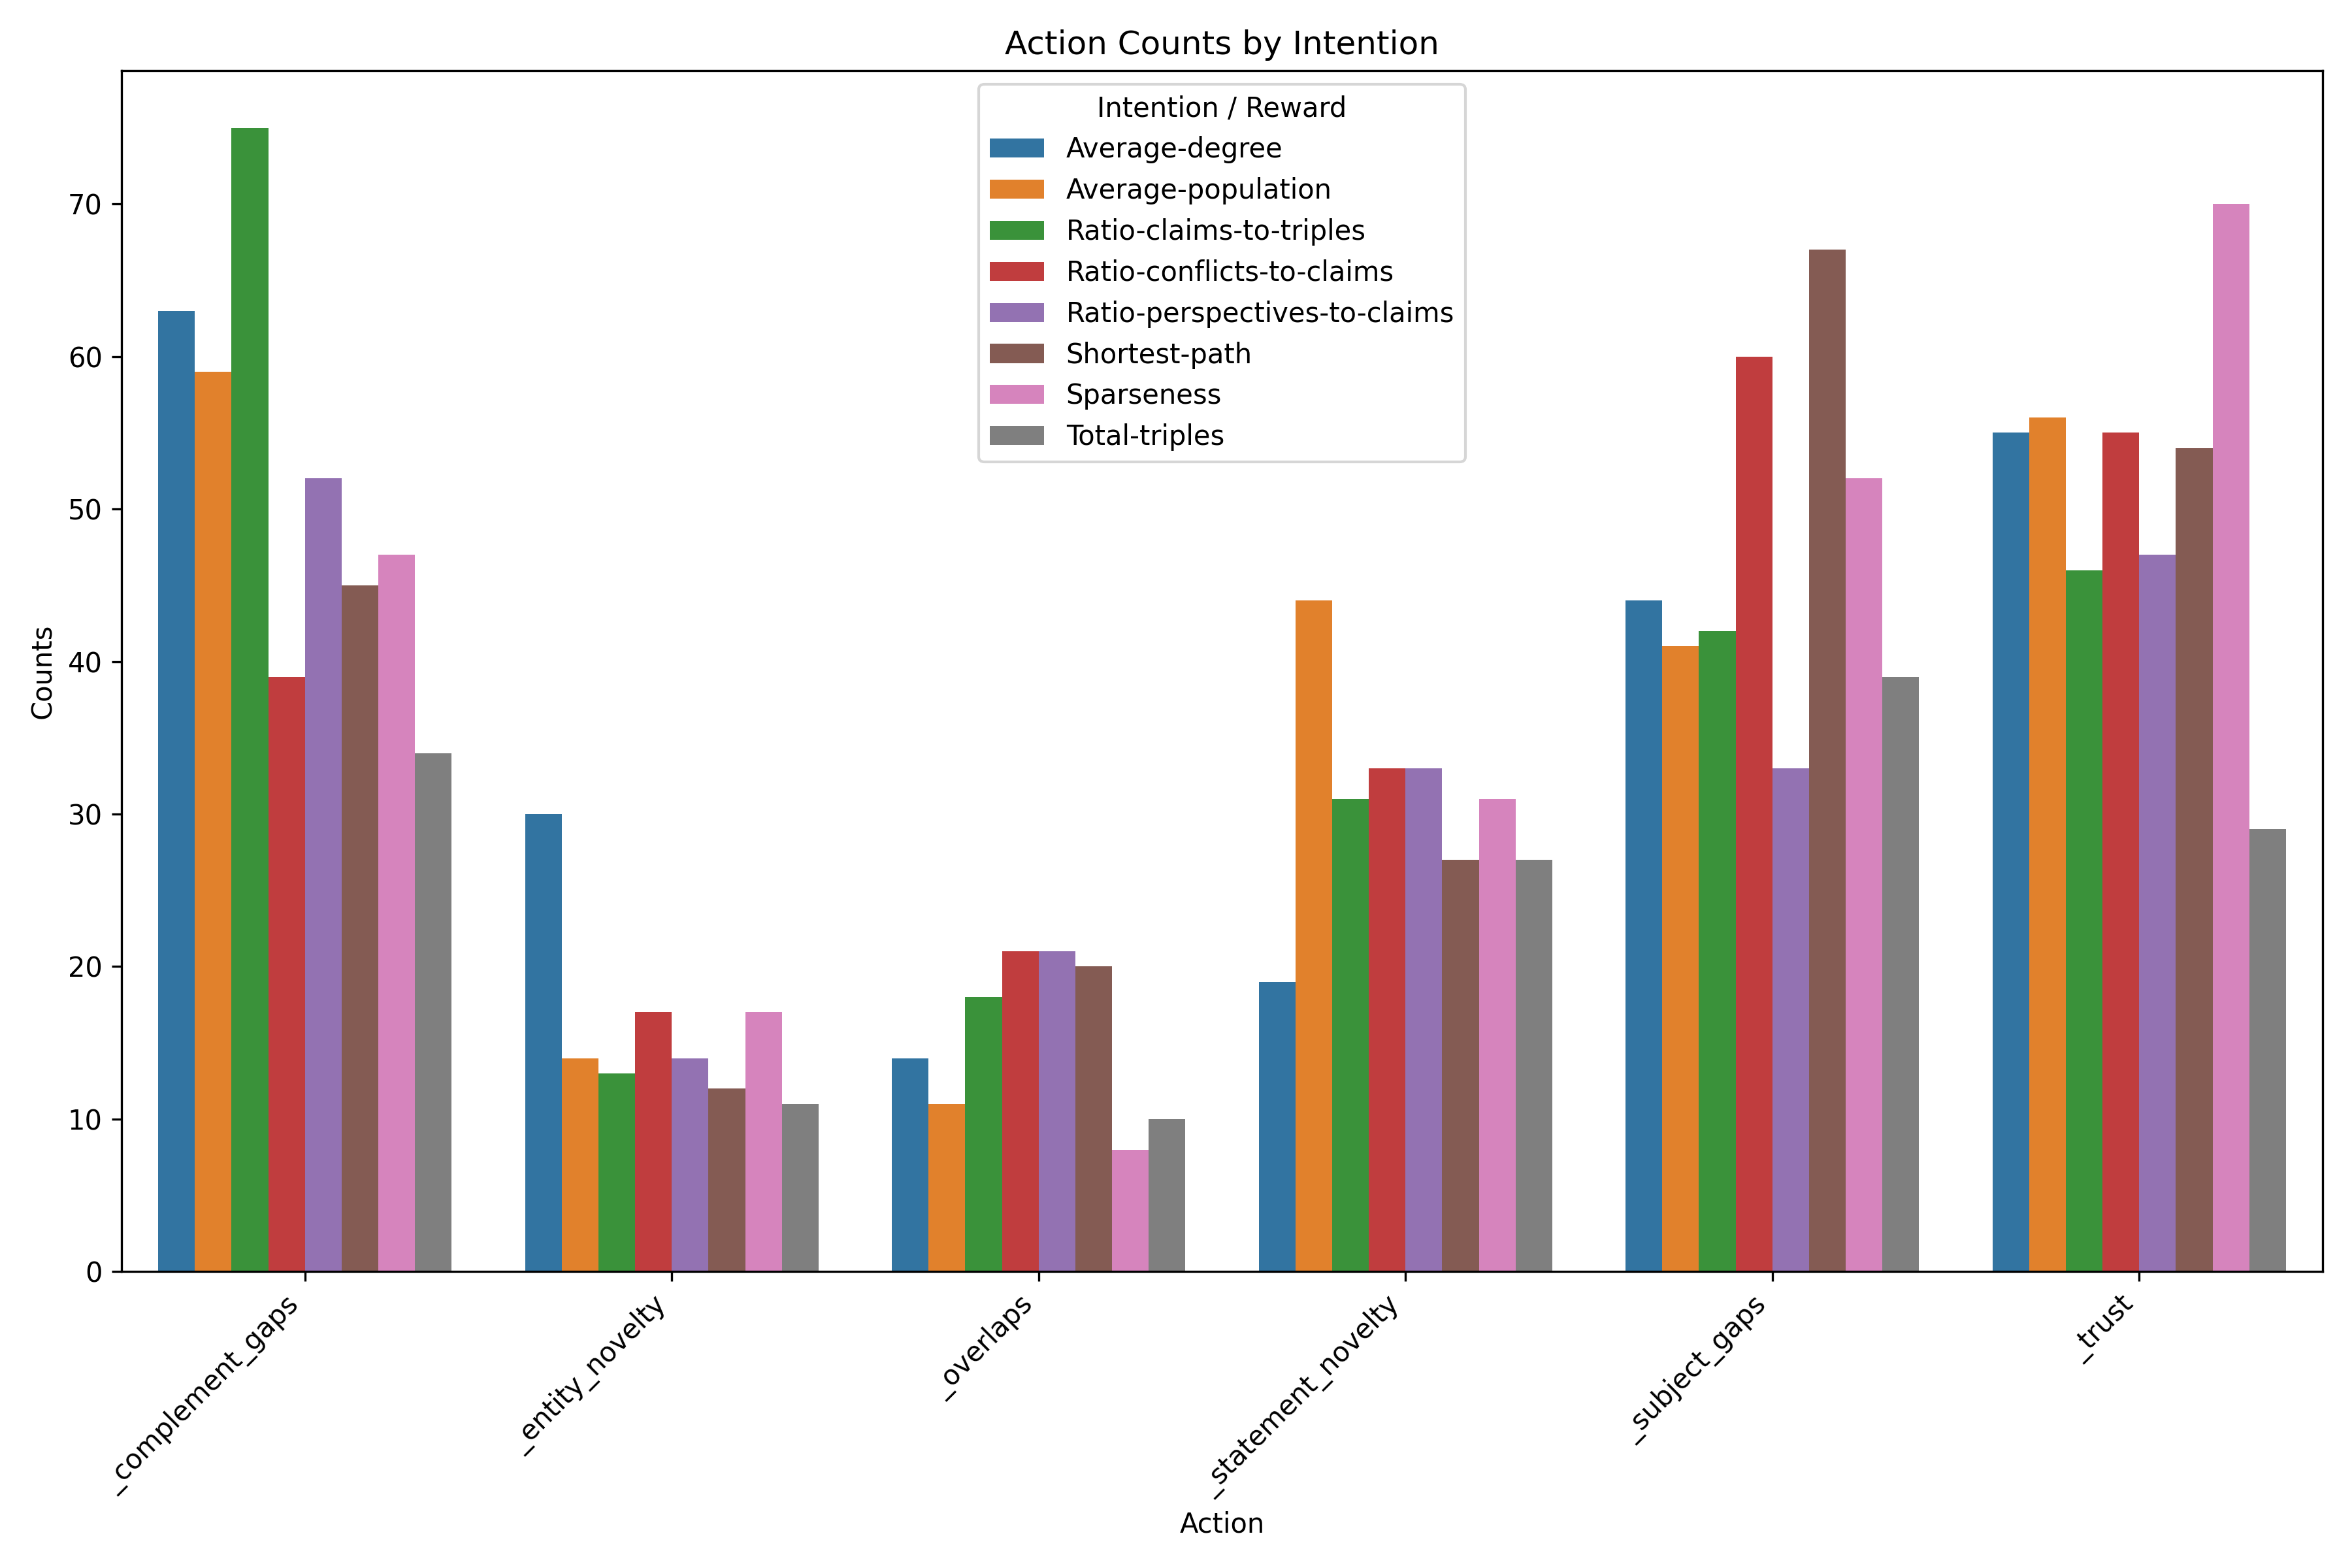 Action Counts by Intention
Intention / Reward
Average-degree
Average-population
Ratio-claims-to-triples
Ratio-conflicts-to-claims
Ratio-perspectives-to-claims
Shortest-path
Sparseness
Total-triples
Counts
70
60
50
40
30
20
10
0
_complement_gaps
_entity_novelty
_overlaps
_statement_novelty
_subject_gaps
_trust
Action